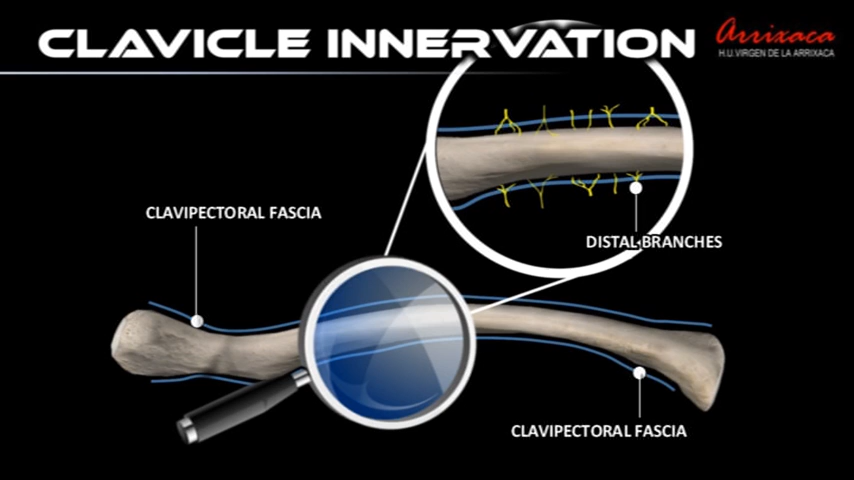 CLAVICLE INNERVATION
Arrixaca
H.U.VIRGEN DE LA ARRIXACA
CLAVIPECTORAL FASCIA
DISTAL BRANCHES
CLAVIPECTORAL FASCIA